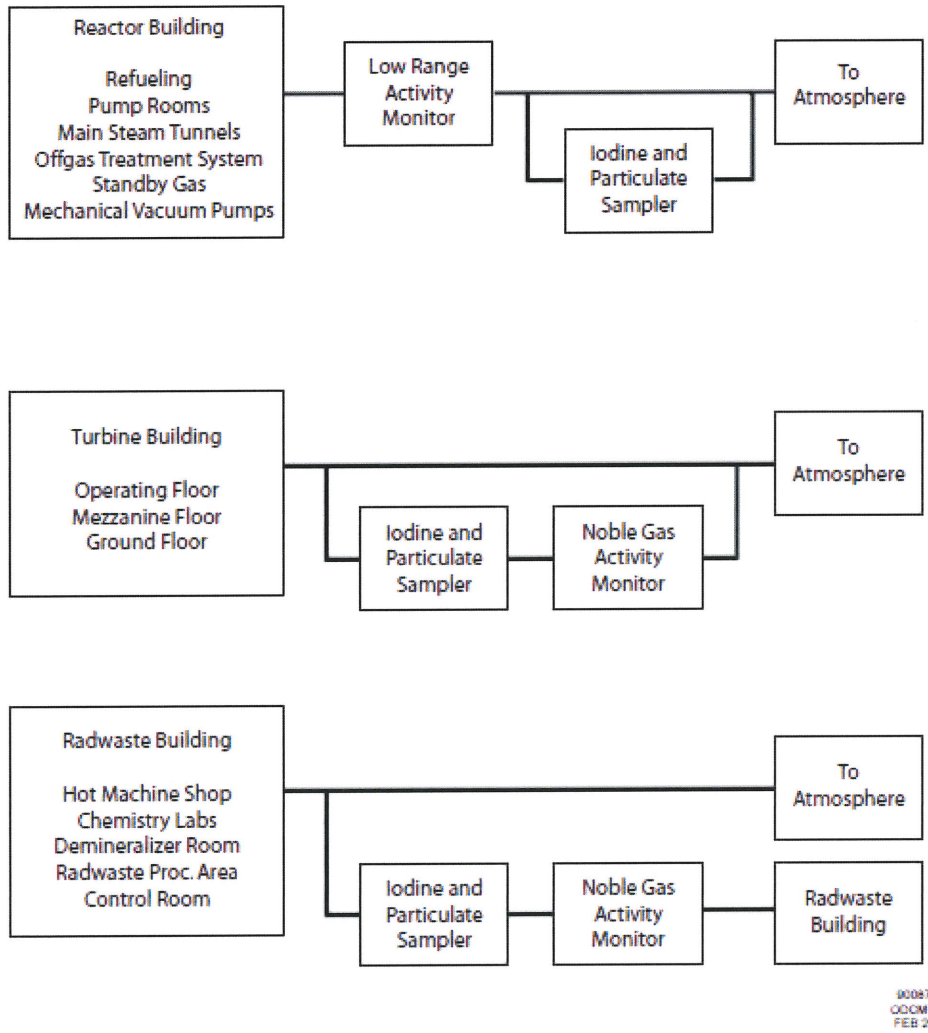 Reactor Building
Refueling
Pump Rooms
Main Steam Tunnels
Offgas Treatment System
Standby Gas
Mechanical Vacuum Pumps
Low Range
Activity
Monitor
Iodine and
Particulate
Sampler
To
Atmosphere
Turbine Building
Operating Floor
Mezzanine Floor
Ground Floor
Iodine and
Particulate
Sampler
Noble Gas
Activity
Monitor
To
Atmosphere
Radwaste Building
Hot Machine Shop
Chemistry Labs
Demineralizer Room
Radwaste Proc. Area
Control Room
Iodine and
Particulate
Sampler
Noble Gas
Activity
Monitor
To
Atmosphere
Radwaste
Building
FEB 2